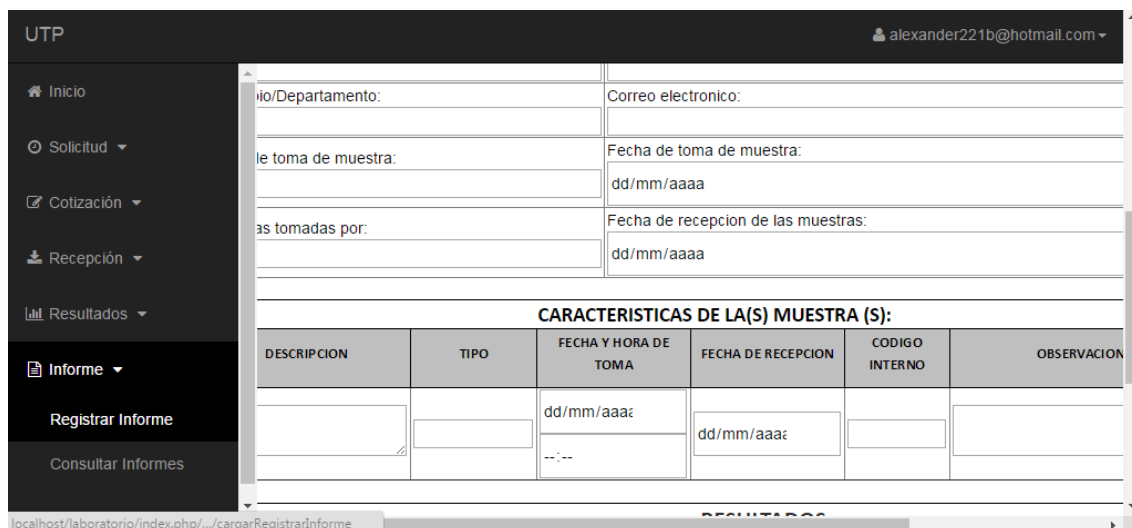 UTP
alexander221b@hotmail.com
Inicio
Solicitud
Cotización
Recepción
Resultados
Informe
Registrar Informe
Consultar Informes
io/Departamento:
Correo electronico:
de toma de muestra:
Fecha de toma de muestra:
dd/mm/aaaa
as tomadas por:
Fecha de recepcion de las muestras:
dd/mm/aaaa
CARACTERISTICAS DE LA(S) MUESTRA (S):
DESCRIPCION
TIPO
FECHA Y HORA DE
TOMA
FECHA DE RECEPCION
CODIGO
INTERNO
OBSERVACION
dd/mm/aaaa
--:--
dd/mm/aaaa
RESULTADOS
localhost/laboratorio/index.php/.../cargarRegistrarInforme